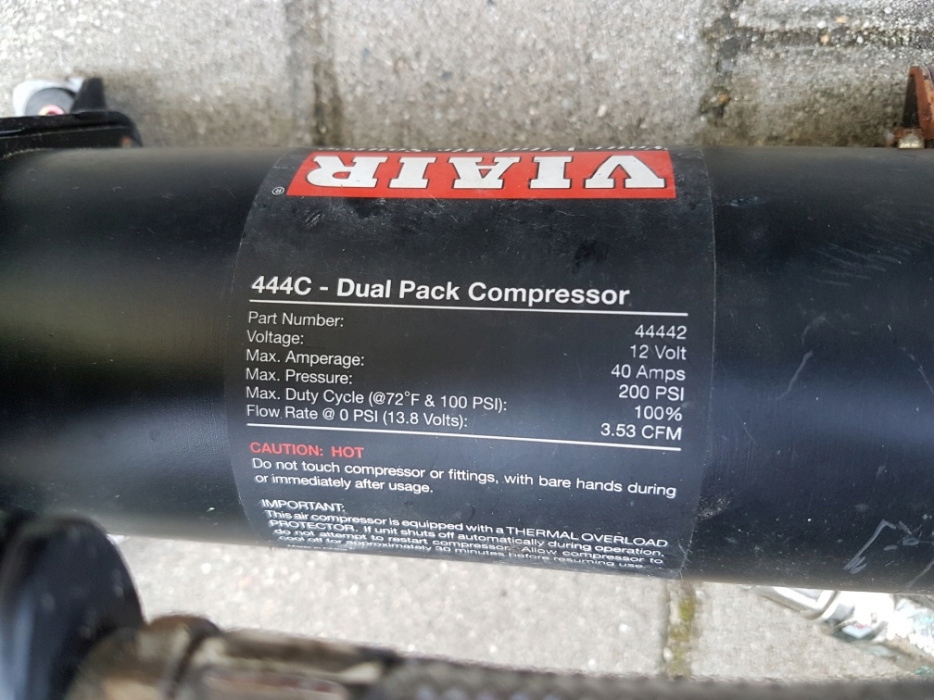 VIAIR
®
444C - Dual Pack Compressor
Part Number: 44442
Voltage: 12 Volt
Max. Amperage: 40 Amps
Max. Pressure: 200 PSI
Max. Duty Cycle (@72°F & 100 PSI): 100%
Flow Rate @ 0 PSI (13.8 Volts): 3.53 CFM
CAUTION: HOT
Do not touch compressor or fittings, with bare hands during
or immediately after usage.
IMPORTANT:
This air compressor is equipped with a THERMAL OVERLOAD
PROTECTOR. If unit shuts off automatically during operation,
do not attempt to restart compressor. Allow compressor to
cool off for approximately 30 minutes before resuming use.